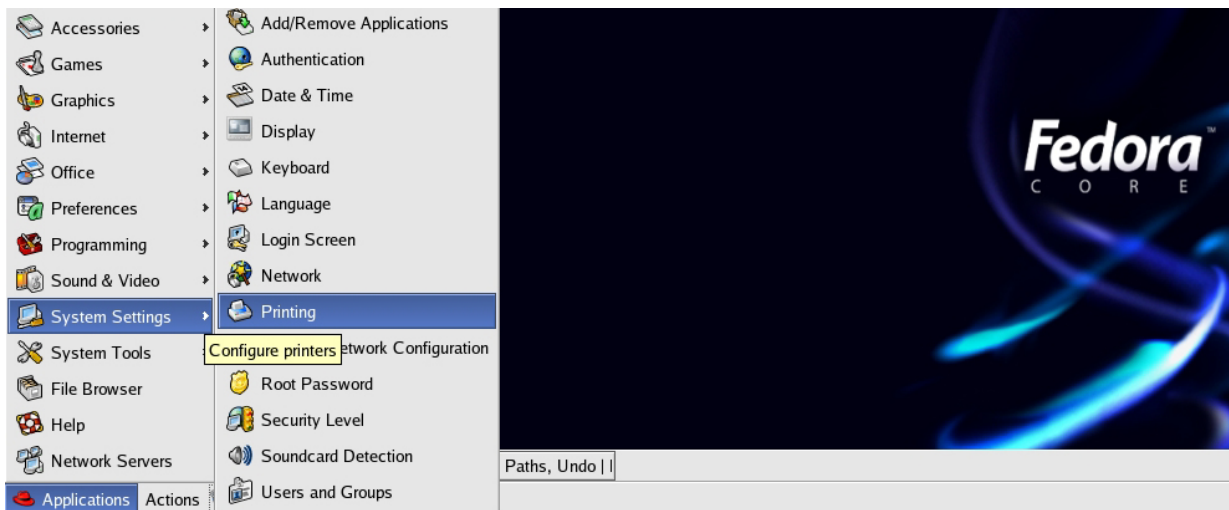 Accessories
Games
Graphics
Internet
Office
Preferences
Programming
Sound & Video
System Settings
System Tools
File Browser
Help
Network Servers
Applications Actions
Add/Remove Applications
Authentication
Date & Time
Display
Keyboard
Language
Login Screen
Network
Printing
Configure printers
etwork Configuration
Root Password
Security Level
Soundcard Detection
Users and Groups
Fedora™
CORE
Paths, Undo |